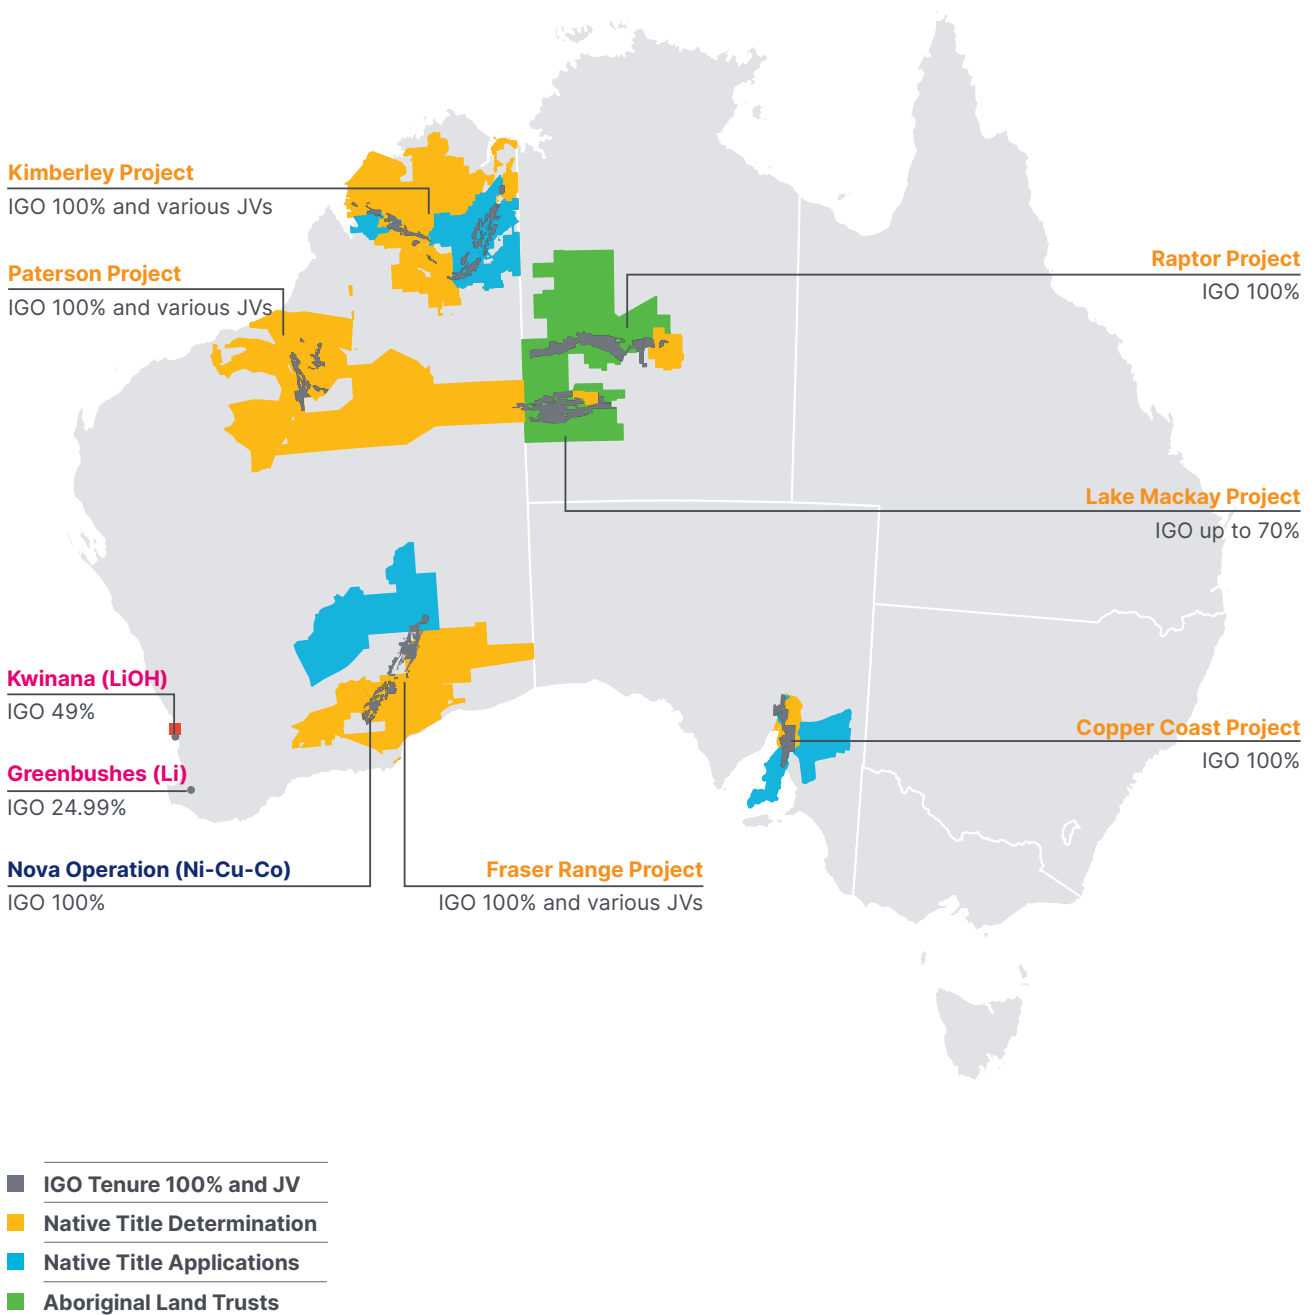 Kimberley Project
IGO 100% and various JVs
Paterson Project
IGO 100% and various JVs
Raptor Project
IGO 100%
Lake Mackay Project
IGO up to 70%
Kwinana (LiOH)
IGO 49%
Copper Coast Project
IGO 100%
Greenbushes (Li)
IGO 24.99%
Nova Operation (Ni-Cu-Co)
IGO 100%
Fraser Range Project
IGO 100% and various JVs
IGO Tenure 100% and JV
Native Title Determination
Native Title Applications
Aboriginal Land Trusts